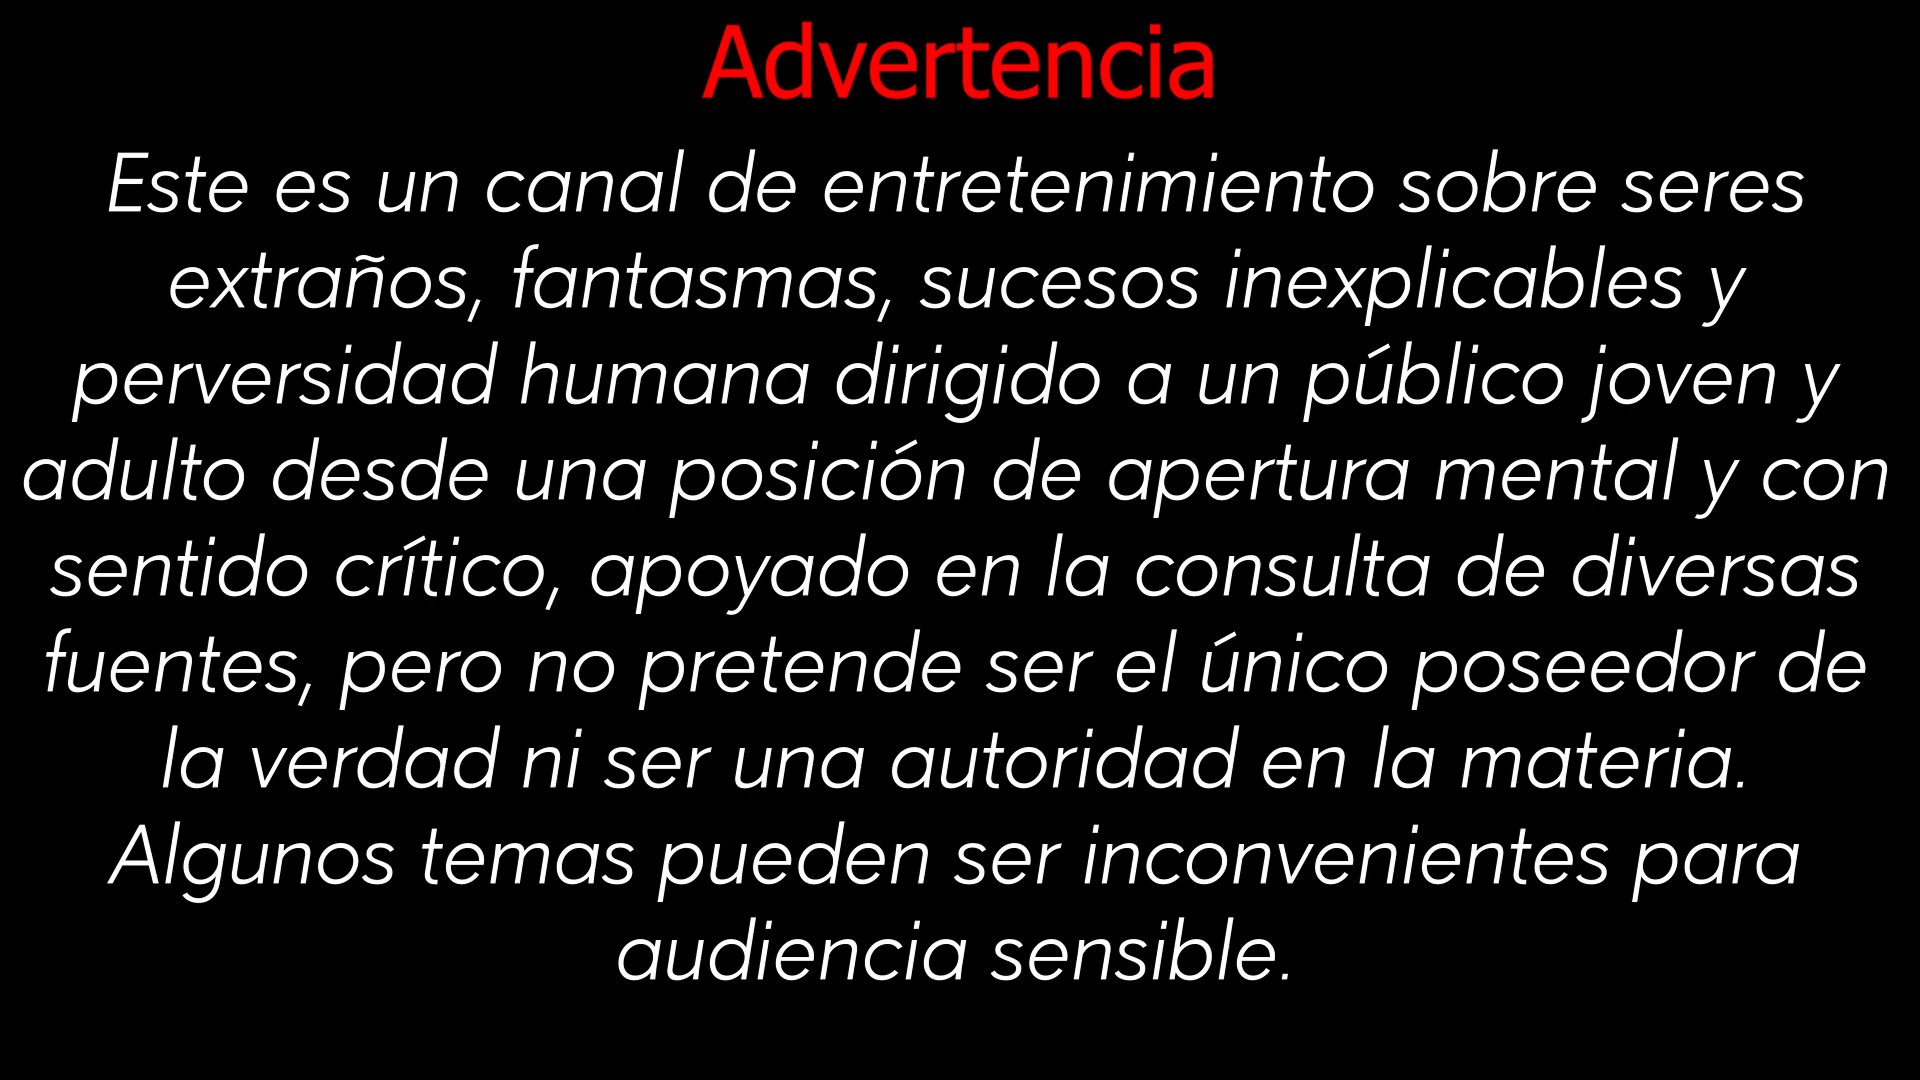 Advertencia
Este es un canal de entretenimiento sobre seres
extraños, fantasmas, sucesos inexplicables y
perversidad humana dirigido a un público joven y
adulto desde una posición de apertura mental y con
sentido crítico, apoyado en la consulta de diversas
fuentes, pero no pretende ser el único poseedor de
la verdad ni ser una autoridad en la materia.
Algunos temas pueden ser inconvenientes para
audiencia sensible.